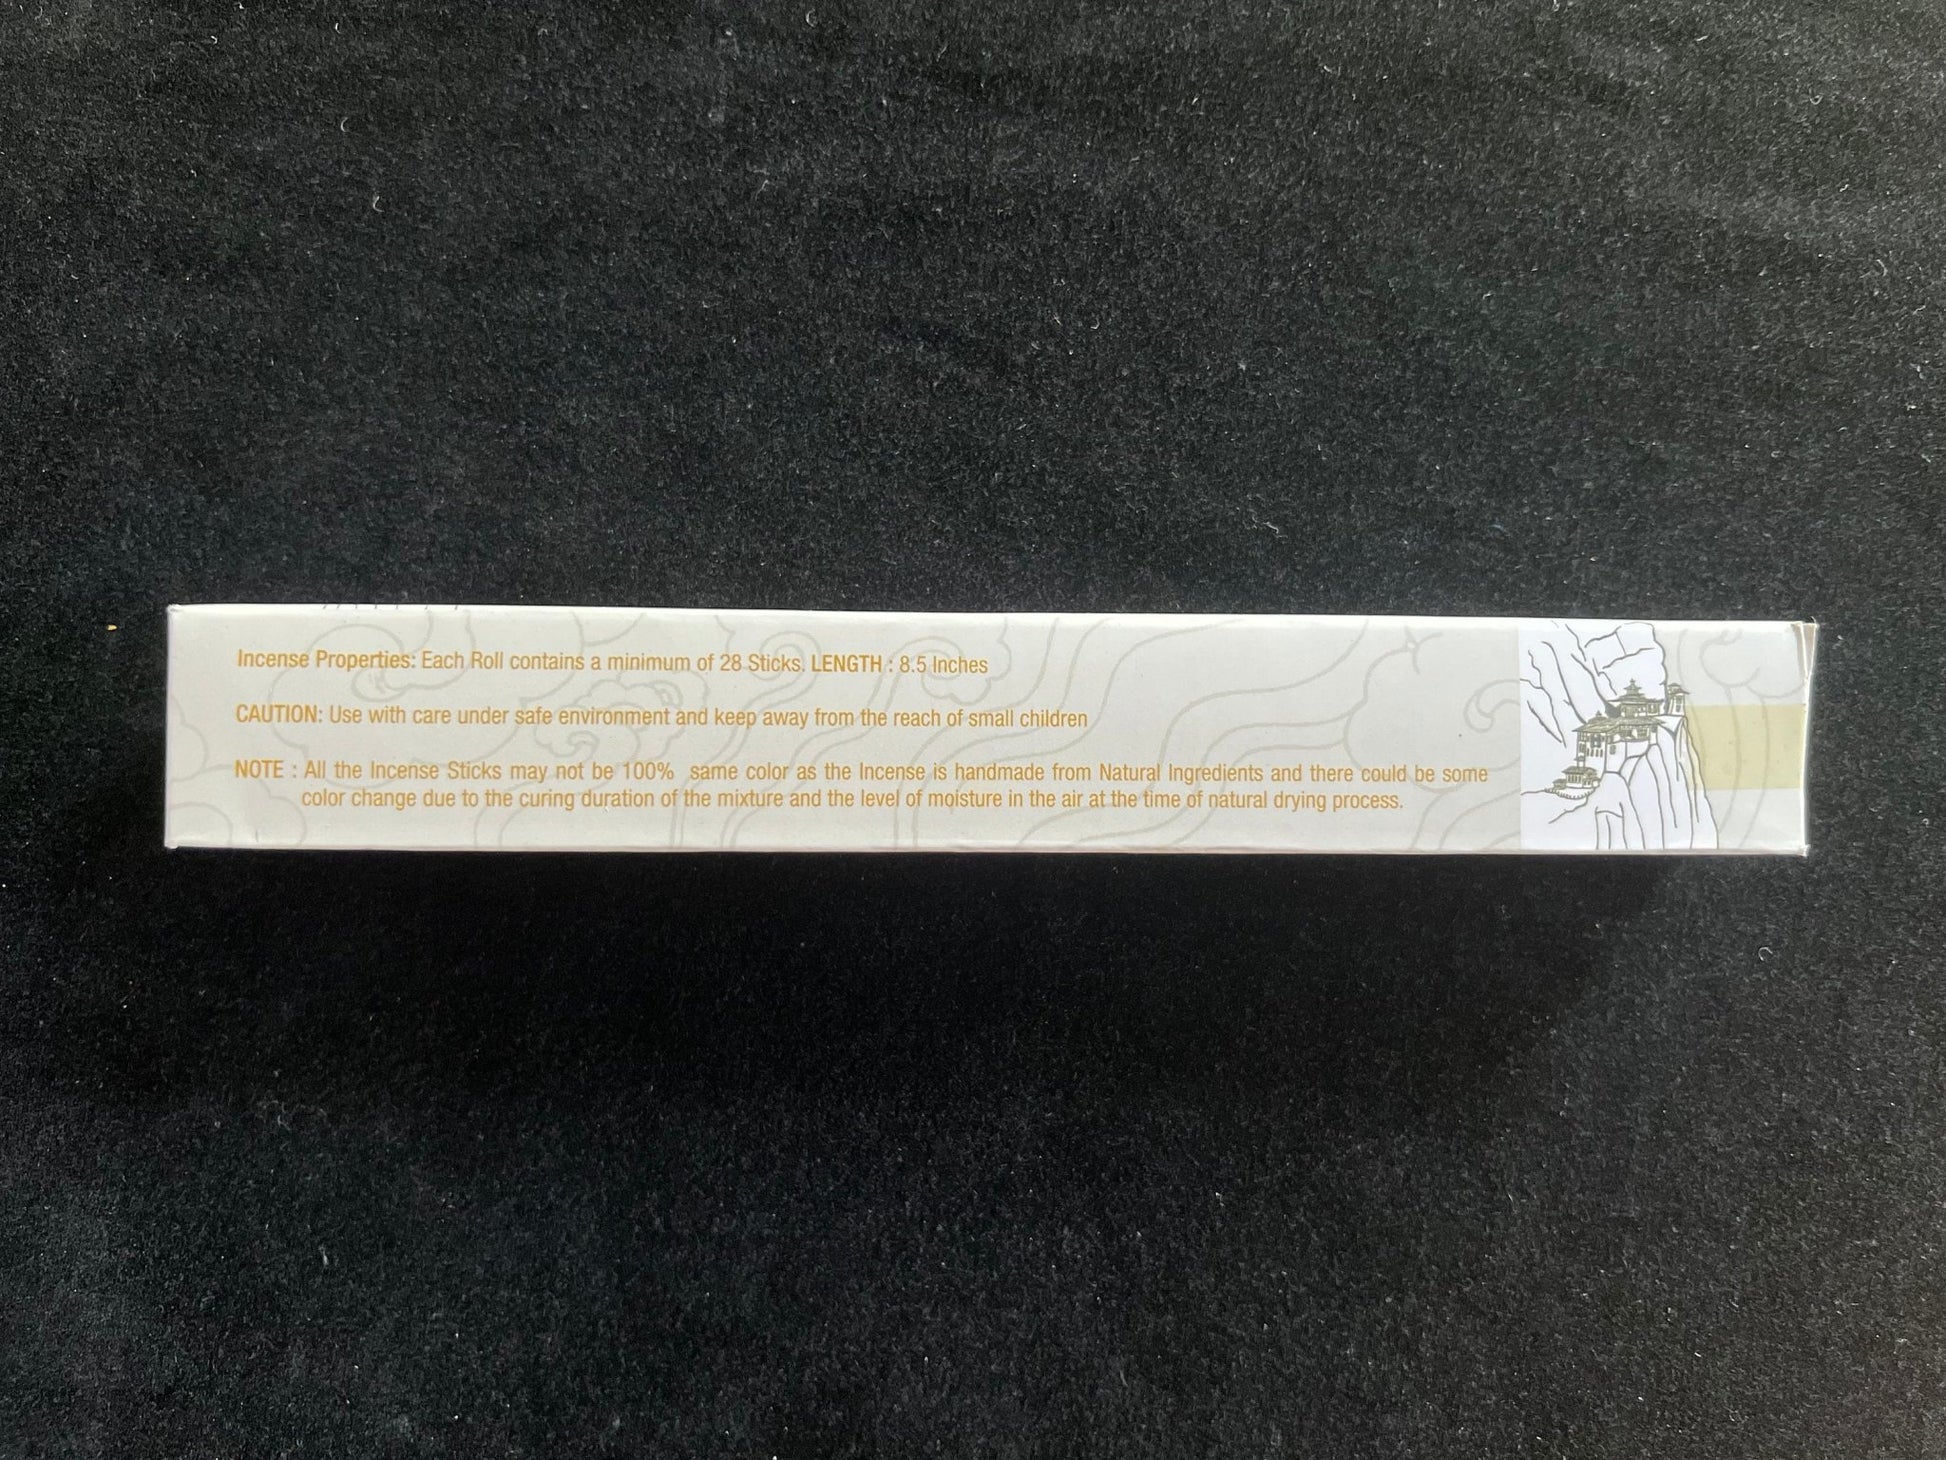 Incense Properties: Each Roll contains a minimum of 28 Sticks. LENGTH : 8.5 Inches
CAUTION: Use with care under safe environment and keep away from the reach of small children
NOTE : All the Incense Sticks may not be 100% same color as the Incense is handmade from Natural Ingredients and there could be some
color change due to the curing duration of the mixture and the level of moisture in the air at the time of natural drying process.